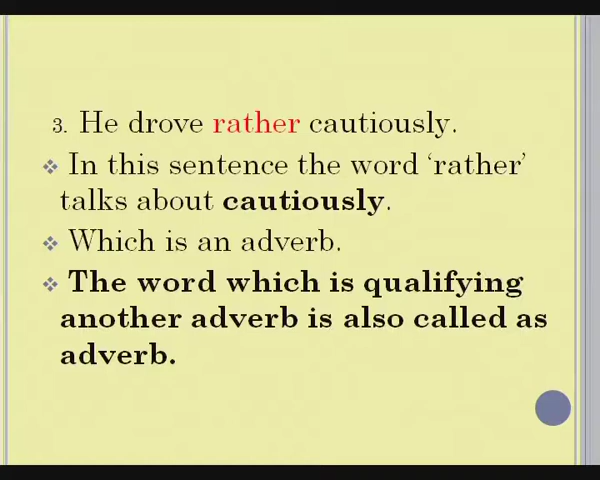 3. He drove rather cautiously.
❖ In this sentence the word ‘rather’
talks about cautiously.
❖ Which is an adverb.
❖ The word which is qualifying
another adverb is also called as
adverb.